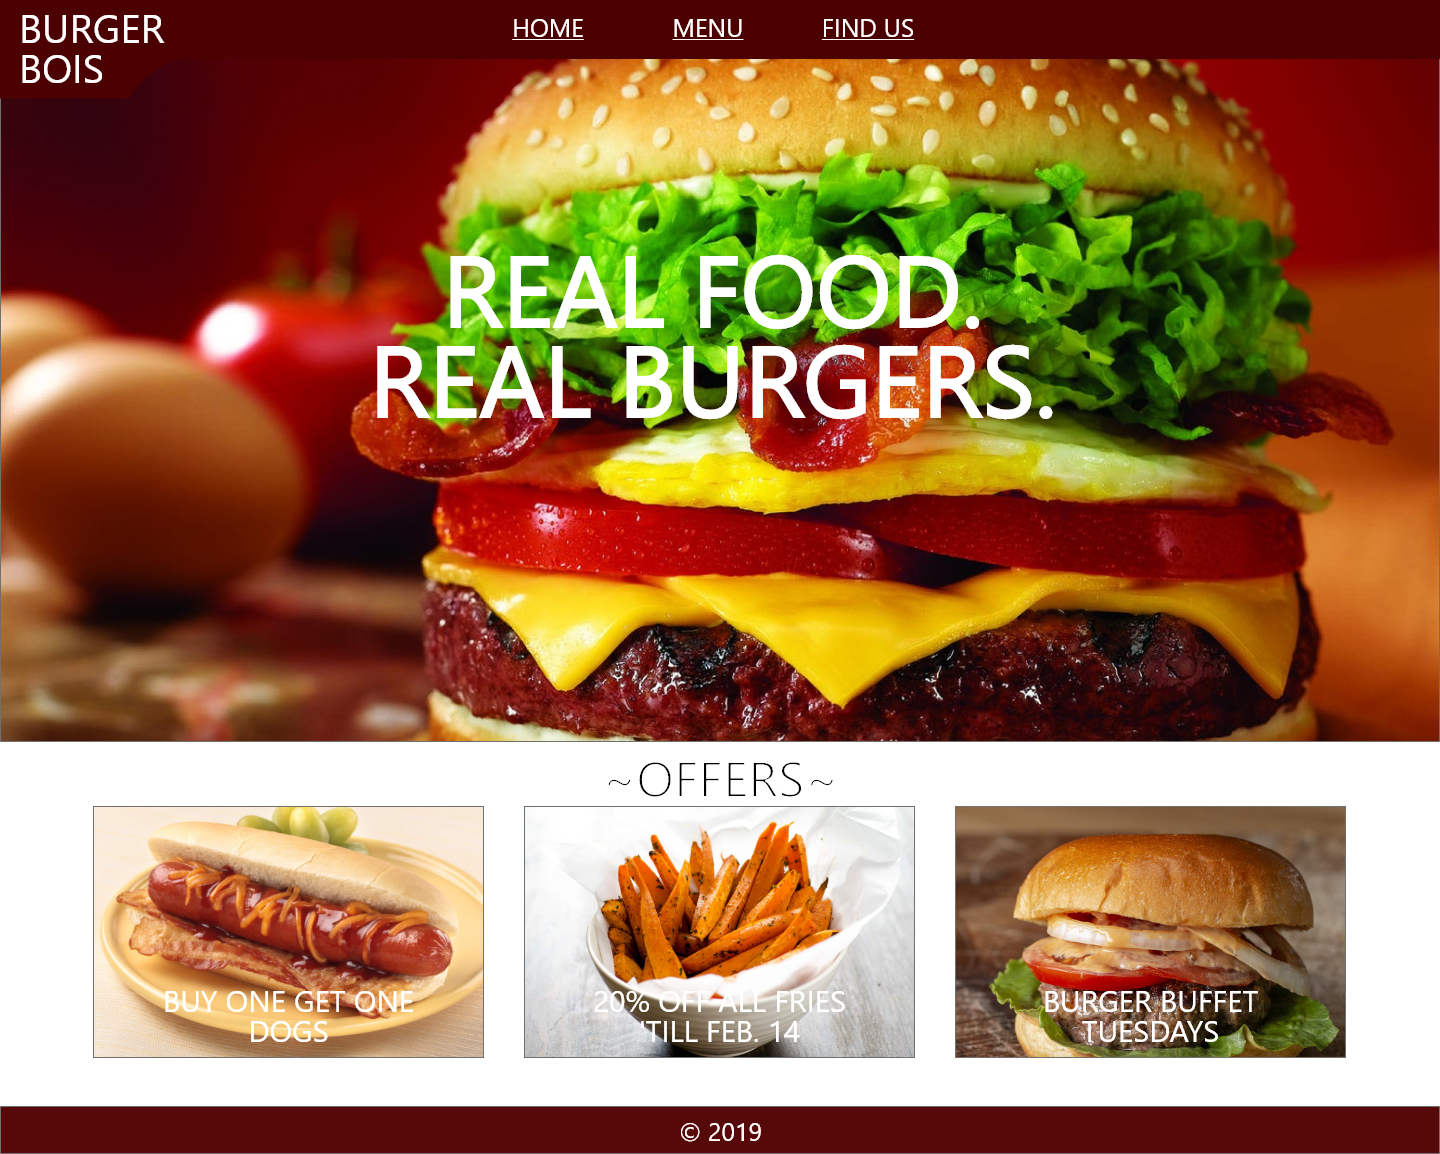 BURGER
BOIS
HOME MENU FIND US
REAL FOOD.
REAL BURGERS.
~OFFERS~
BUY ONE GET ONE
DOGS
20% OFF ALL FRIES
'TILL FEB. 14
BURGER BUFFET
TUESDAYS
© 2019